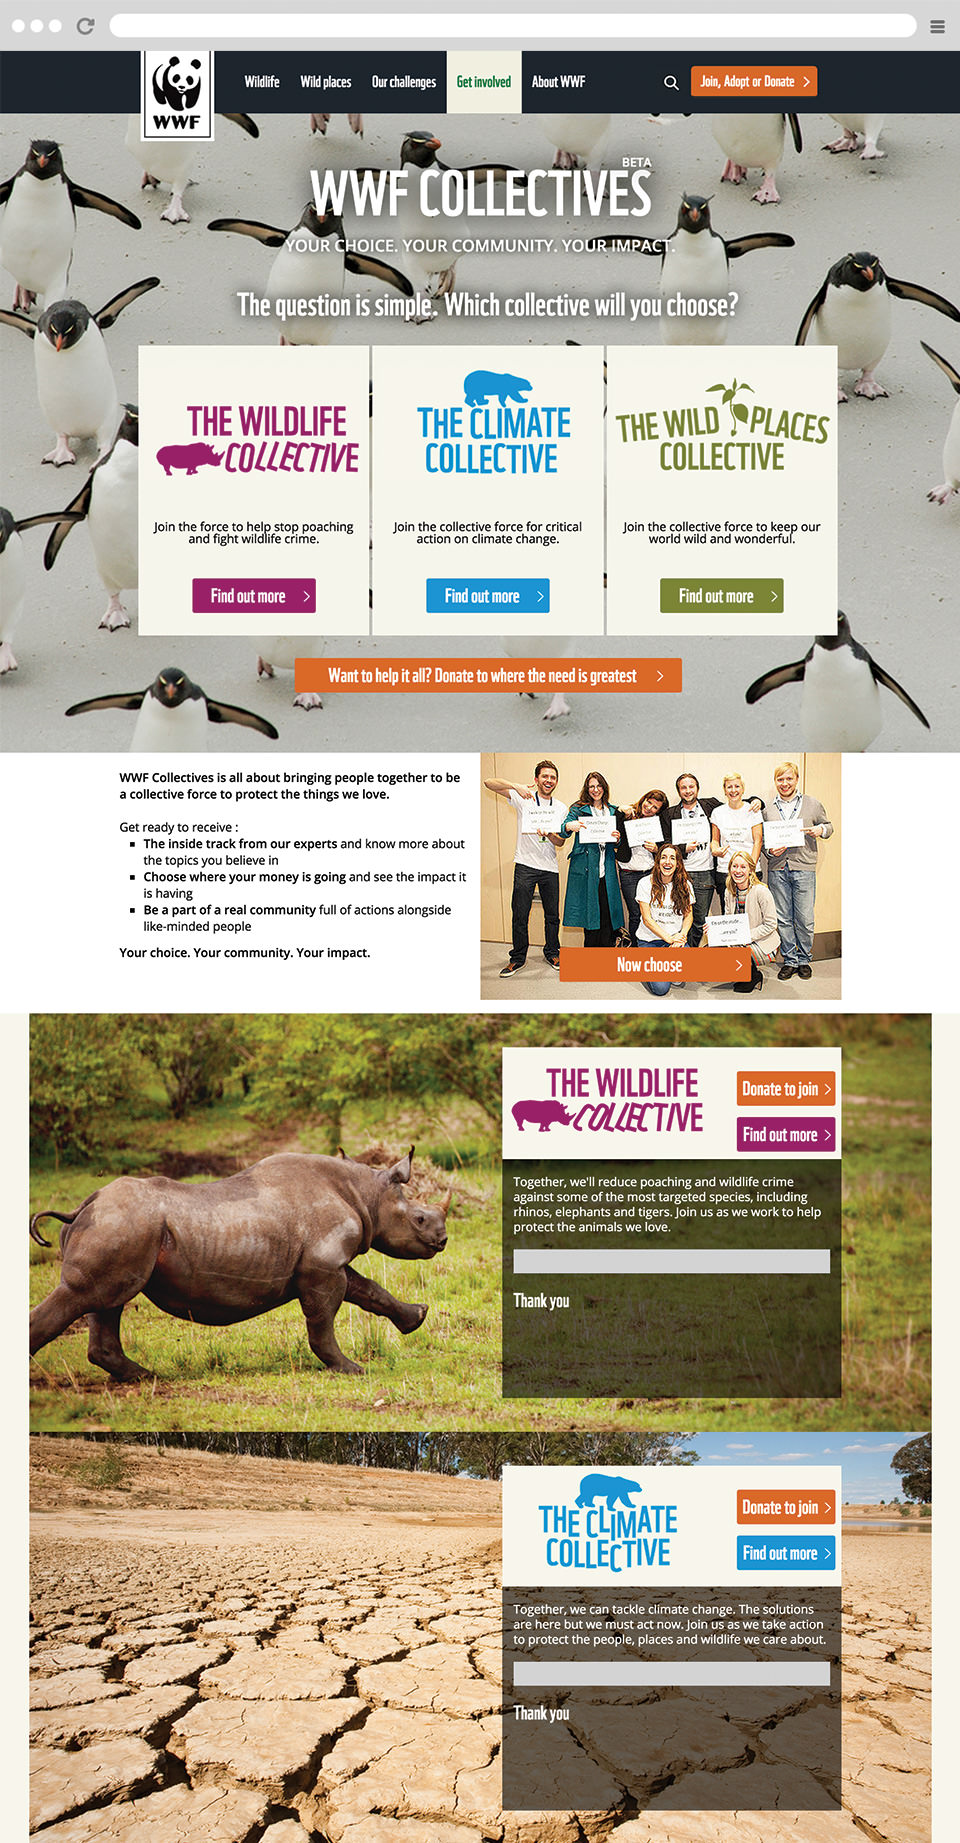 WWF
Wildlife
Wild places
Our challenges
Get involved
About WWF
Join, Adopt or Donate
BETA
WWF COLLECTIVES
YOUR CHOICE. YOUR COMMUNITY. YOUR IMPACT.
The question is simple. Which collective will you choose?
THE WILDLIFE
COLLECTIVE
Join the force to help stop poaching
and fight wildlife crime.
Find out more
THE CLIMATE
COLLECTIVE
Join the collective force for critical
action on climate change.
Find out more
THE WILD PLACES
COLLECTIVE
Join the collective force to keep our
world wild and wonderful.
Find out more
Want to help it all? Donate to where the need is greatest
WWF Collectives is all about bringing people together to be
a collective force to protect the things we love.
Get ready to receive :
The inside track from our experts and know more about
the topics you believe in
Choose where your money is going and see the impact it
is having
Be a part of a real community full of actions alongside
like-minded people
Your choice. Your community. Your impact.
Now choose
THE WILDLIFE
COLLECTIVE
Donate to join
Find out more
Together, we'll reduce poaching and wildlife crime
against some of the most targeted species, including
rhinos, elephants and tigers. Join us as we work to help
protect the animals we love.
Thank you
THE CLIMATE
COLLECTIVE
Donate to join
Find out more
Together, we can tackle climate change. The solutions
are here but we must act now. Join us as we take action
to protect the people, places and wildlife we care about.
Thank you